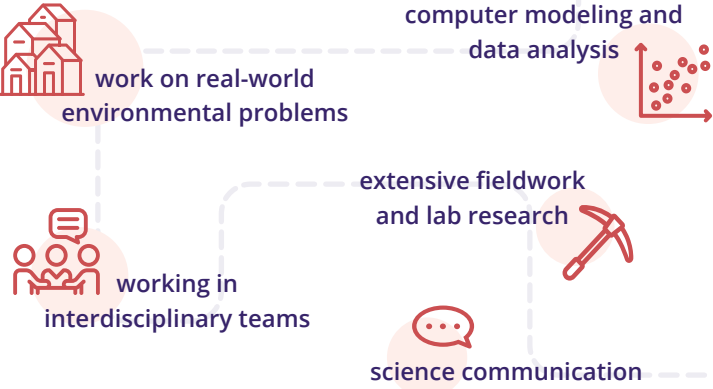 computer modeling and
data analysis
work on real-world
environmental problems
extensive fieldwork
and lab research
working in
interdisciplinary teams
science communication